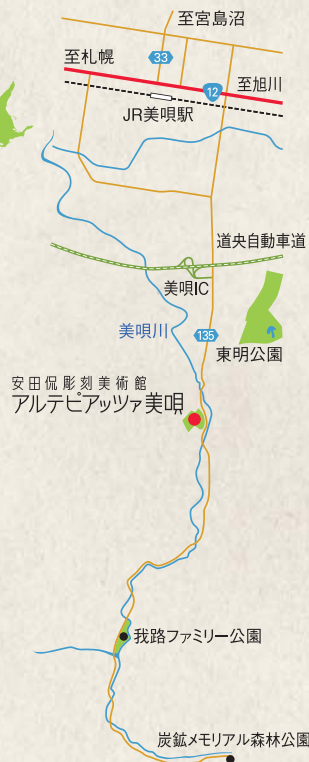 至宮島沼
33
至札幌
至旭川
12
JR美唄駅
道央自動車道
美唄IC
美唄川
135
東明公園
安田侃彫刻美術館
アルテピアッツァ美唄
我路ファミリー公園
炭鉱メモリアル森林公園